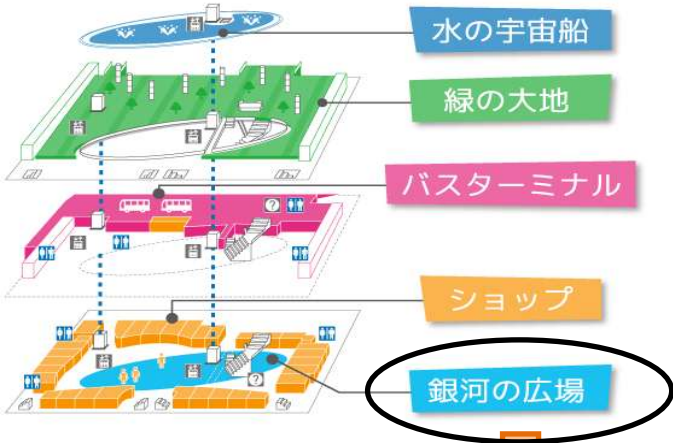 水の宇宙船
緑の大地
バスターミナル
?
ショップ
?
銀河の広場